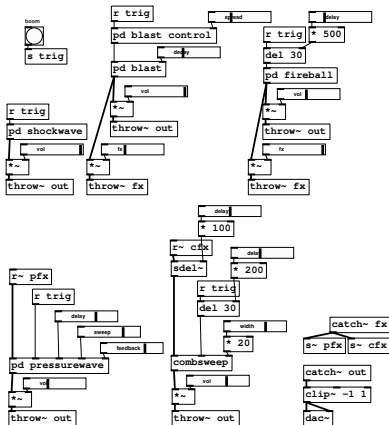 boom
s trig
r trig
pd blast control
decay
pd blast
vol
*~
throw~ out
fx
*~
throw~ fx
spread
delay
r trig
* 500
del 30
pd fireball
vol
*~
throw~ out
fx
*~
throw~ fx
r trig
pd shockwave
vol
*~
throw~ out
r~ pfx
r trig
delay
sweep
feedback
pd pressurewave
vol
*~
throw~ out
delay
* 100
r~ cfx
sdel~
delay
* 200
r trig
del 30
width
* 20
combsweep
vol
*~
throw~ out
catch~ fx
s~ pfx
s~ cfx
catch~ out
clip~ -1 1
dac~